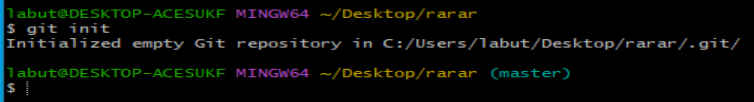 labut@DESKTOP-ACESUKF MINGW64 ~/Desktop/rarar
$ git init
Initialized empty Git repository in C:/Users/labut/Desktop/rarar/.git/
labut@DESKTOP-ACESUKF MINGW64 ~/Desktop/rarar (master)
$